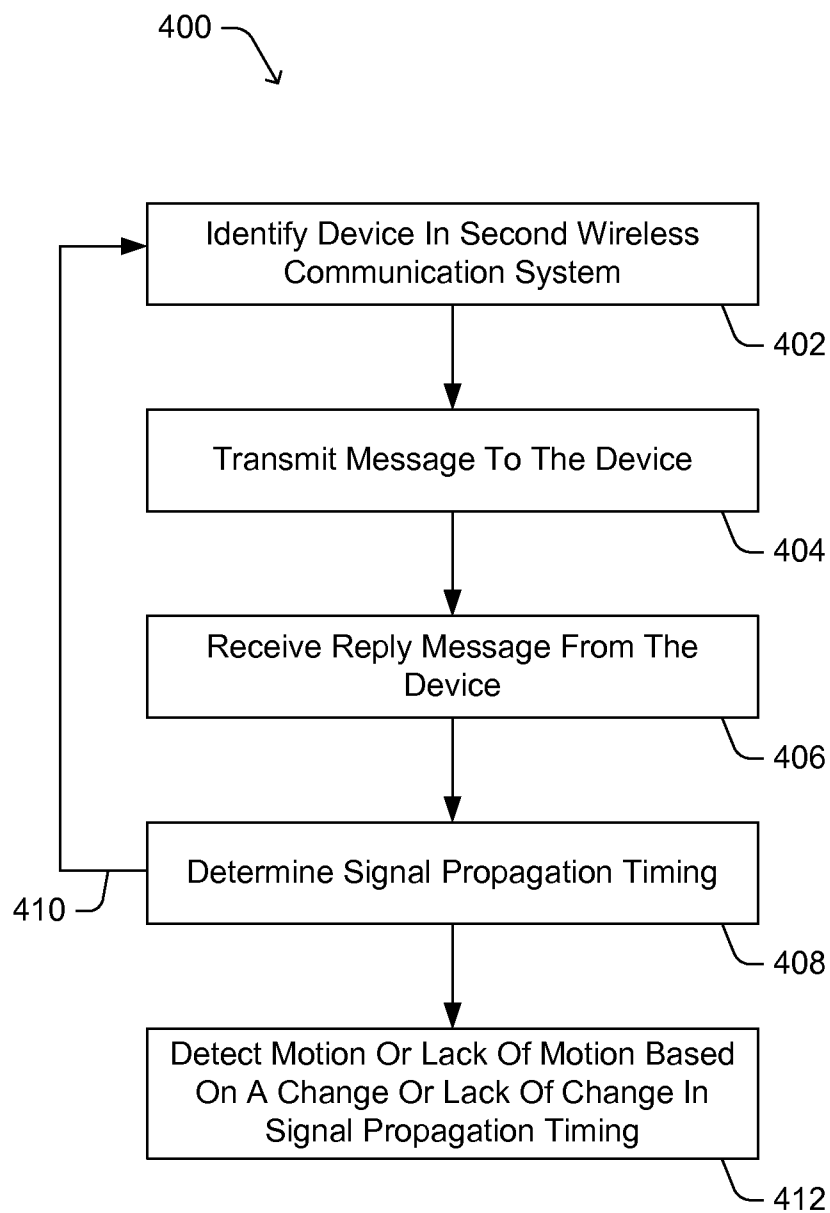 400
Identify Device In Second Wireless
Communication System
402
Transmit Message To The Device
404
Receive Reply Message From The
Device
406
Determine Signal Propagation Timing
410
408
Detect Motion Or Lack Of Motion Based
On A Change Or Lack Of Change In
Signal Propagation Timing
412